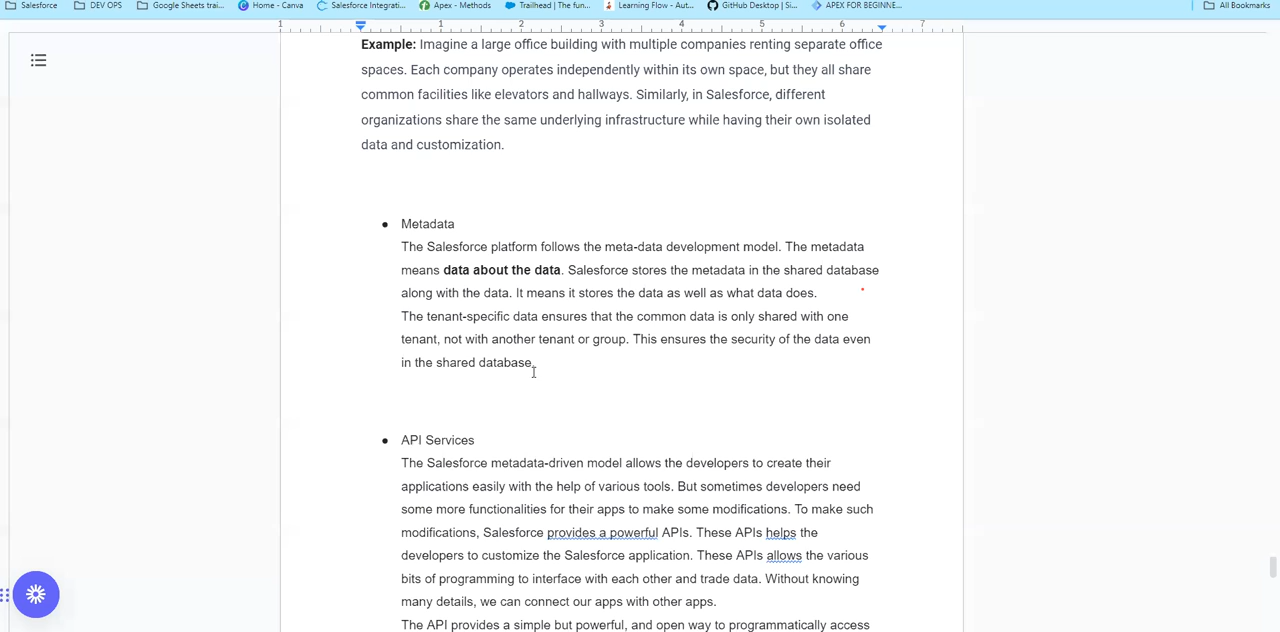 Salesforce DEV OPS Google Sheets trai... Home - Canva Salesforce Integrati... Apex - Methods Trailhead | The fun... Learning Flow - Aut... GitHub Desktop | Si... APEX FOR BEGINNE... All Bookmarks
1 1 2 3 4 5 6 7
Example: Imagine a large office building with multiple companies renting separate office
spaces. Each company operates independently within its own space, but they all share
common facilities like elevators and hallways. Similarly, in Salesforce, different
organizations share the same underlying infrastructure while having their own isolated
data and customization.
● Metadata
The Salesforce platform follows the meta-data development model. The metadata
means data about the data. Salesforce stores the metadata in the shared database
along with the data. It means it stores the data as well as what data does.
The tenant-specific data ensures that the common data is only shared with one
tenant, not with another tenant or group. This ensures the security of the data even
in the shared database.
● API Services
The Salesforce metadata-driven model allows the developers to create their
applications easily with the help of various tools. But sometimes developers need
some more functionalities for their apps to make some modifications. To make such
modifications, Salesforce provides a powerful APIs. These APIs helps the
developers to customize the Salesforce application. These APIs allows the various
bits of programming to interface with each other and trade data. Without knowing
many details, we can connect our apps with other apps.
The API provides a simple but powerful, and open way to programmatically access